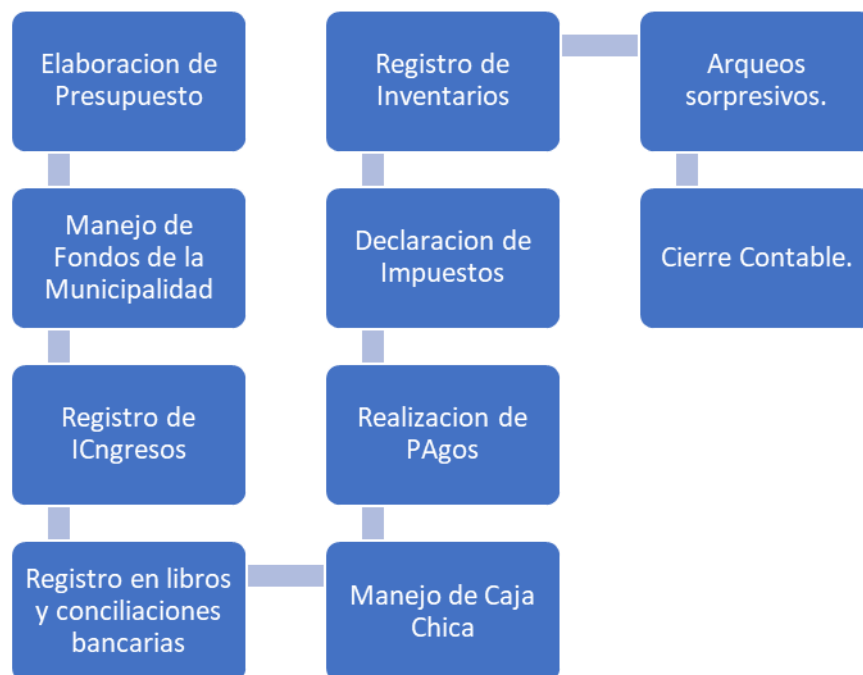 Elaboracion de
Presupuesto
Manejo de
Fondos de la
Municipalidad
Registro de
ICngresos
Registro en libros
y conciliaciones
bancarias
Manejo de Caja
Chica
Realizacion de
PAgos
Declaracion de
Impuestos
Registro de
Inventarios
Arqueos
sorpresivos.
Cierre Contable.